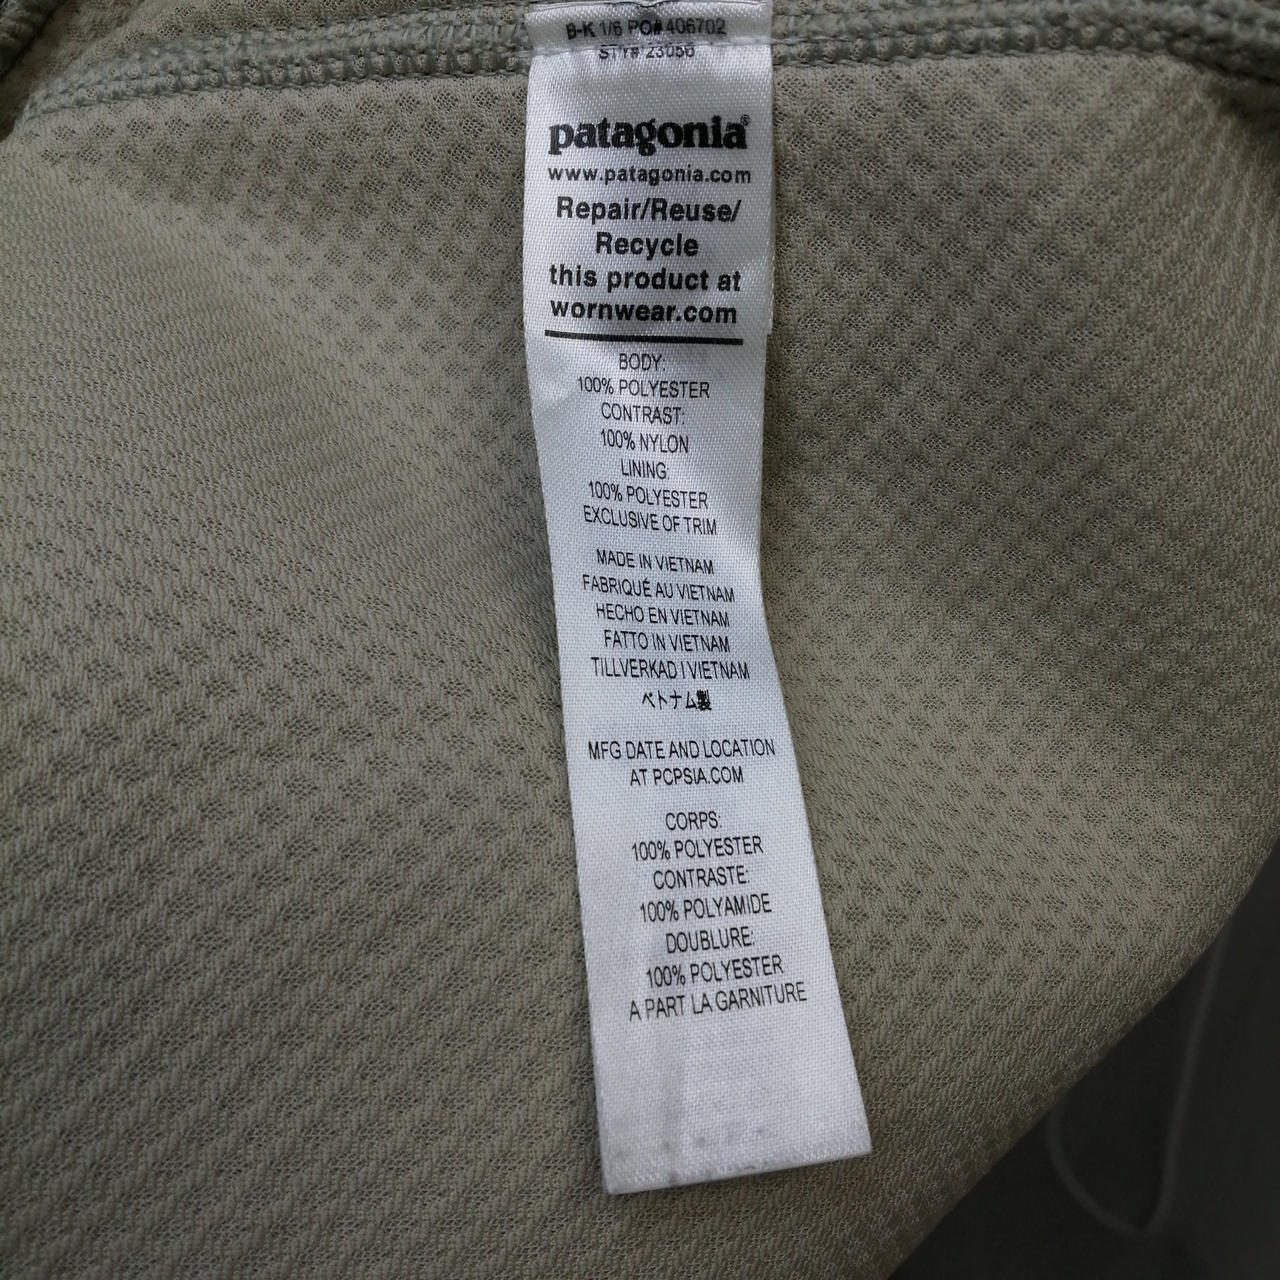 B-K 1/6 PO# 406702
STY# 23056
patagonia®
www.patagonia.com
Repair/Reuse/
Recycle
this product at
wornwear.com
BODY:
100% POLYESTER
CONTRAST:
100% NYLON
LINING:
100% POLYESTER
EXCLUSIVE OF TRIM
MADE IN VIETNAM
FABRIQUÉ AU VIETNAM
HECHO EN VIETNAM
FATTO IN VIETNAM
TILLVERKAD I VIETNAM
ベトナム製
MFG DATE AND LOCATION
AT PCPSIA.COM
CORPS:
100% POLYESTER
CONTRASTE:
100% POLYAMIDE
DOUBLURE:
100% POLYESTER
A PART LA GARNITURE